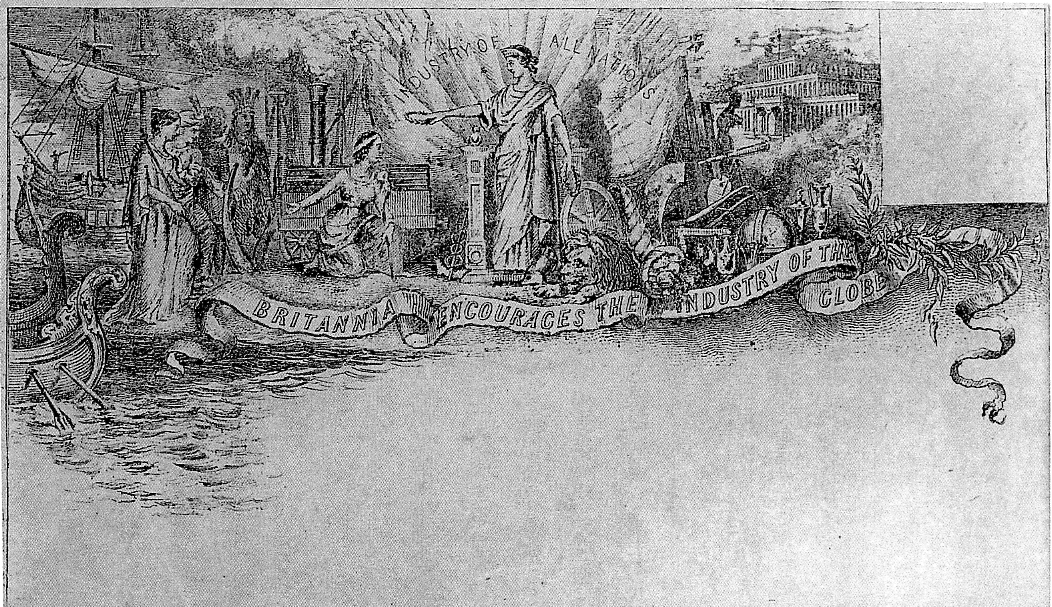 INDUSTRY OF ALL NATIONS
BRITANNIA ENCOURAGES THE INDUSTRY OF THE GLOBE